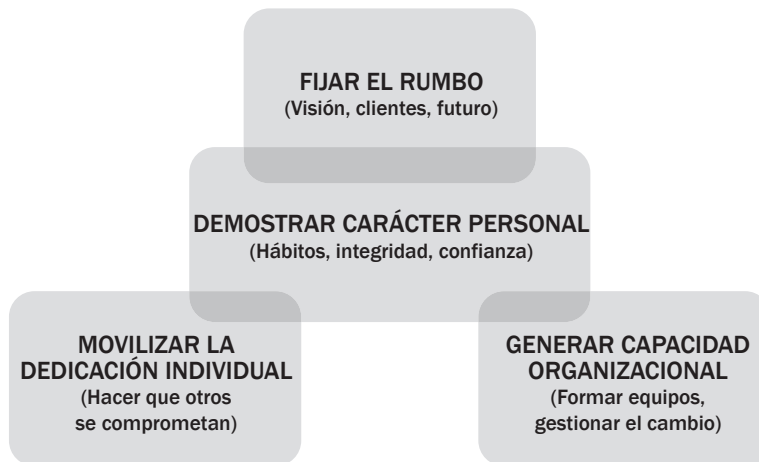 FIJAR EL RUMBO
(Visión, clientes, futuro)
DEMOSTRAR CARÁCTER PERSONAL
(Hábitos, integridad, confianza)
MOVILIZAR LA
DEDICACIÓN INDIVIDUAL
(Hacer que otros
se comprometan)
GENERAR CAPACIDAD
ORGANIZACIONAL
(Formar equipos,
gestionar el cambio)